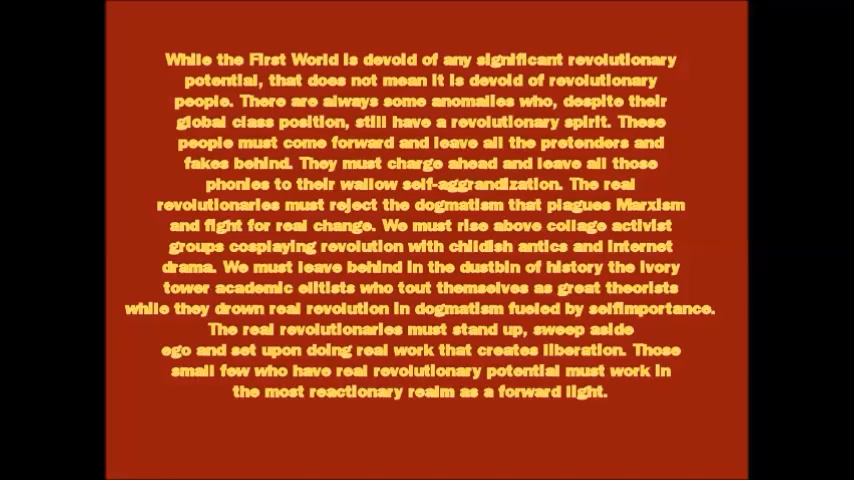 While the First World is devoid of any significant revolutionary
potential, that does not mean it is devoid of revolutionary
people. There are always some anomalies who, despite their
global class position, still have a revolutionary spirit. These
people must come forward and leave all the pretenders and
fakes behind. They must charge ahead and leave all those
phonies to their wallow self-aggrandization. The real
revolutionaries must reject the dogmatism that plagues Marxism
and fight for real change. We must rise above collage activist
groups cosplaying revolution with childish antics and internet
drama. We must leave behind in the dustbin of history the ivory
tower academic elitists who tout themselves as great theorists
while they drown real revolution in dogmatism fueled by selfimportance.
The real revolutionaries must stand up, sweep aside
ego and set upon doing real work that creates liberation. Those
small few who have real revolutionary potential must work in
the most reactionary realm as a forward light.